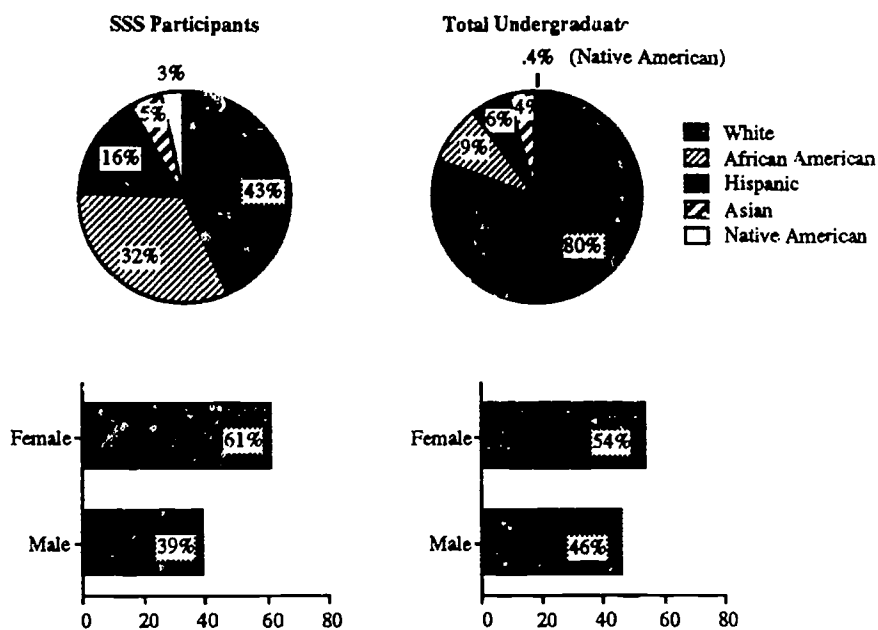 SSS Participants
3%
5%
16%
43%
32%
Total Undergraduate
.4% (Native American)
4%
6%
9%
80%
White
African American
Hispanic
Asian
Native American
Female
61%
Male
39%
0 20 40 60 80
Female
54%
Male
46%
0 20 40 60 80